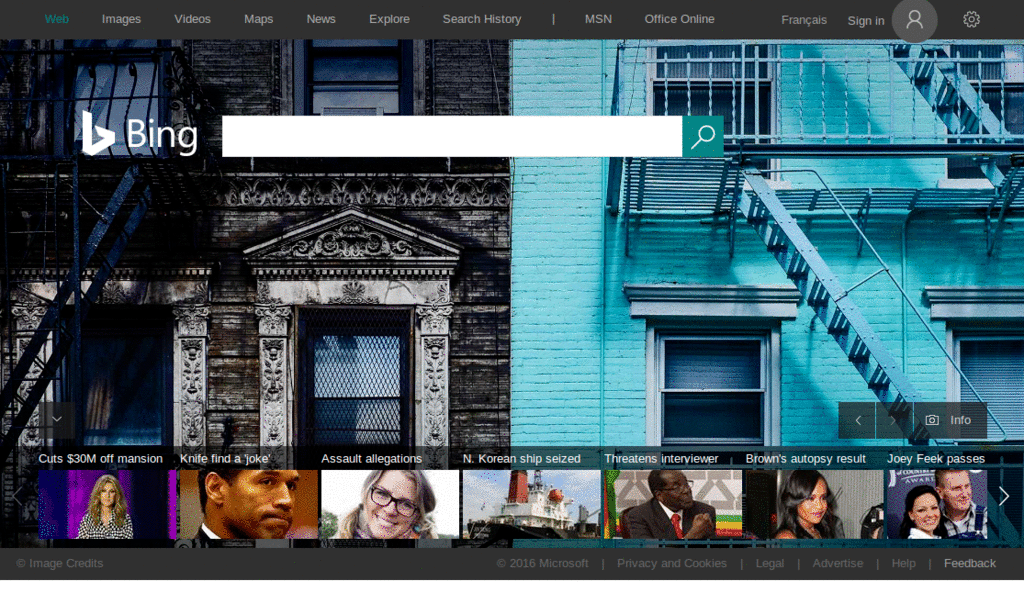 Web Images Videos Maps News Explore Search History | MSN Office Online Français Sign in
Bing
Info
Cuts $30M off mansion Knife find a 'joke' Assault allegations N. Korean ship seized Threatens interviewer Brown's autopsy result Joey Feek passes
© Image Credits © 2016 Microsoft | Privacy and Cookies | Legal | Advertise | Help | Feedback